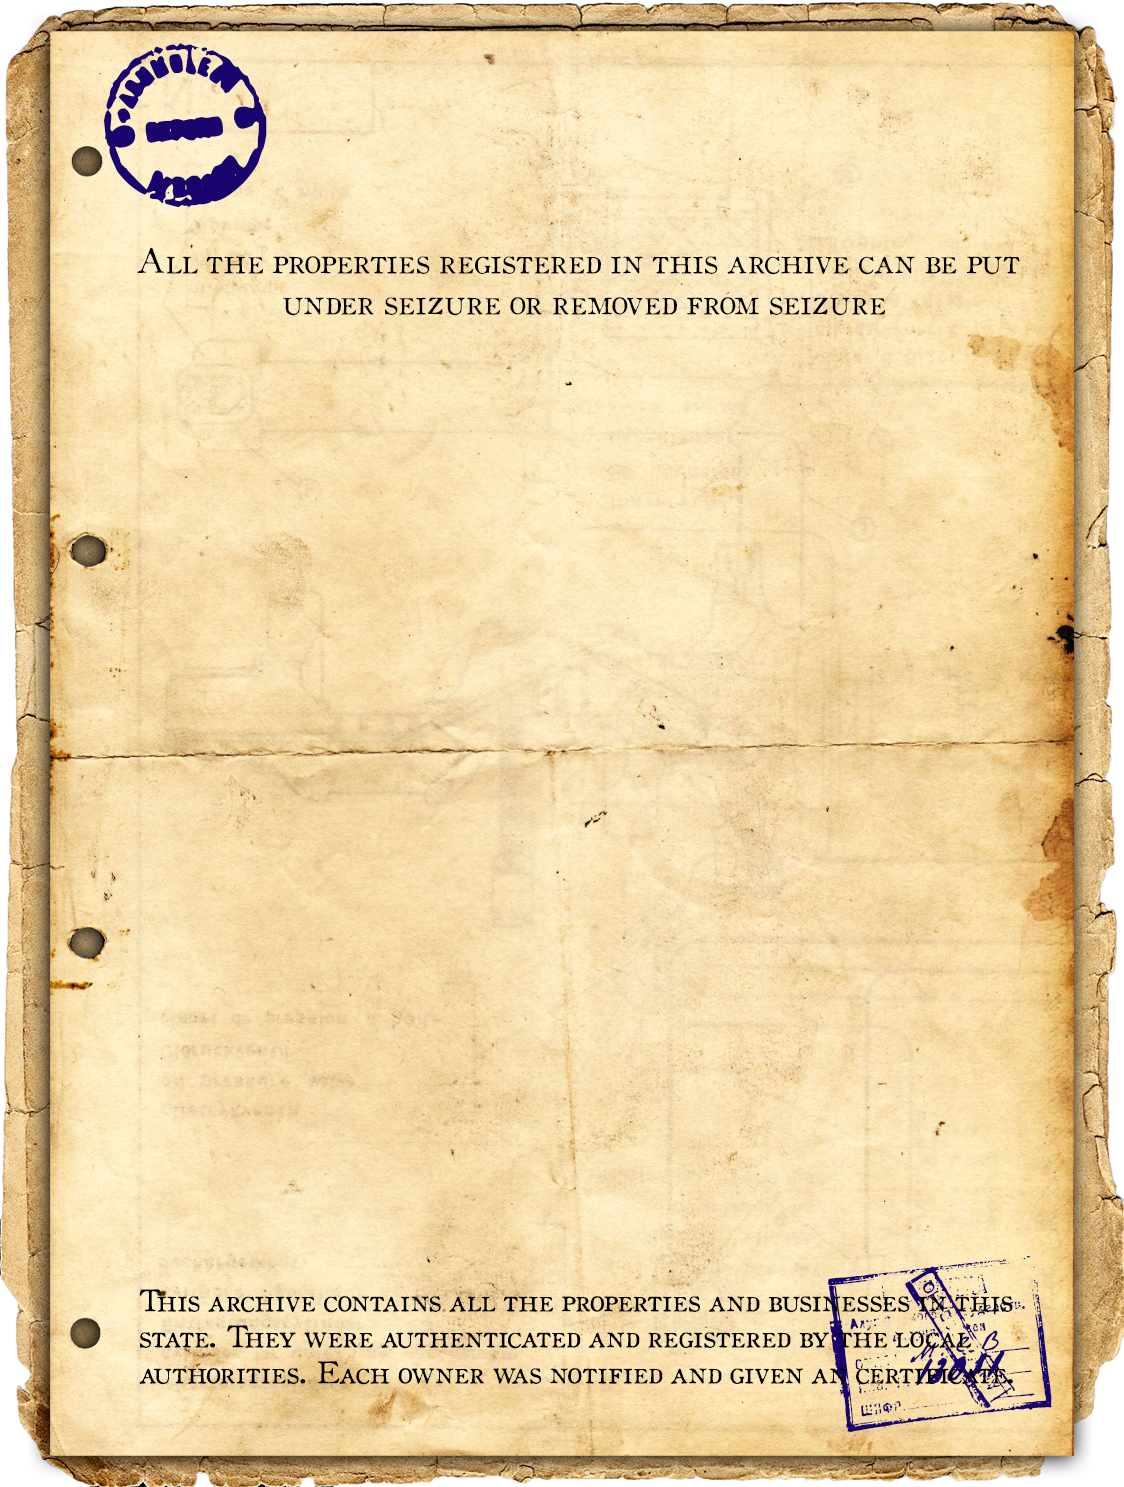 All the properties registered in this archive can be put
under seizure or removed from seizure
This archive contains all the properties and businesses in this
state. They were authenticated and registered by the local
authorities. Each owner was notified and given an certificate.
ШИФР